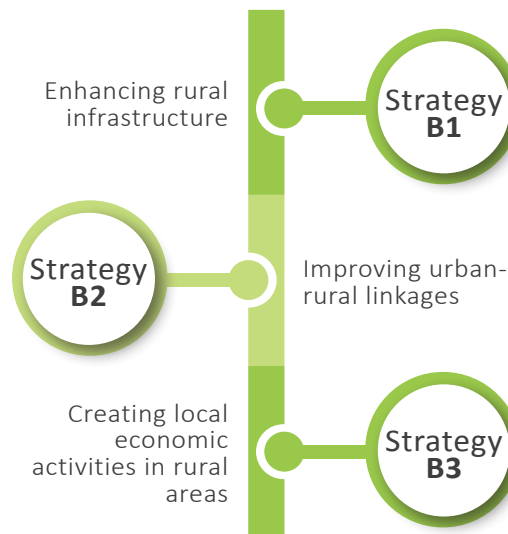 Enhancing rural
infrastructure
Strategy
B1
Strategy
B2
Improving urban-
rural linkages
Creating local
economic
activities in rural
areas
Strategy
B3